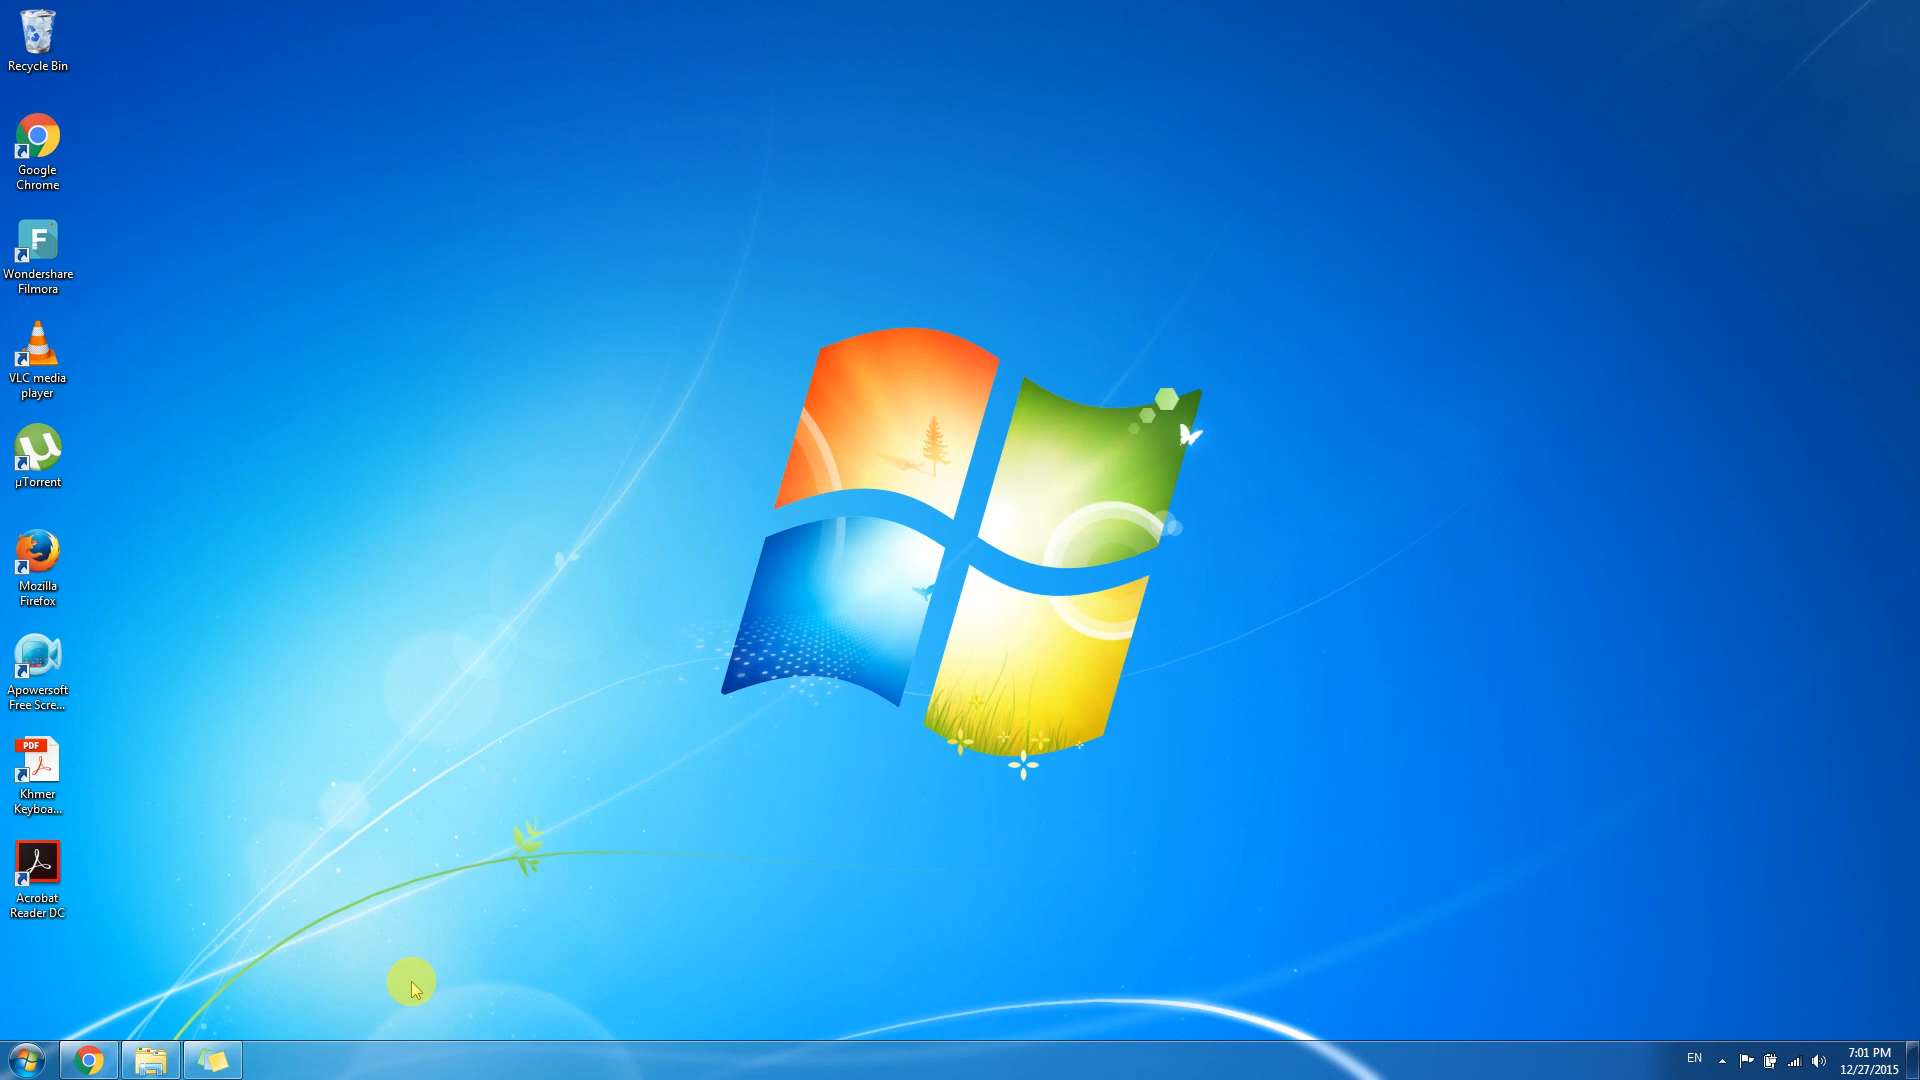 Recycle Bin
Google
Chrome
F
Wondershare
Filmora
VLC media
player
µ
µTorrent
Mozilla
Firefox
Apowersoft
Free Scre...
PDF
Khmer
Keyboa...
Acrobat
Reader DC
EN
7:01 PM
12/27/2015